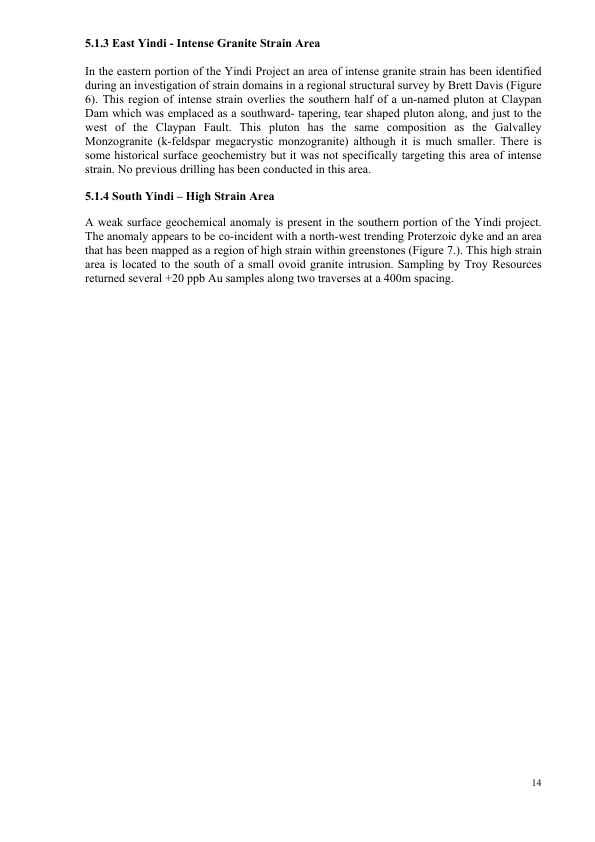 5.1.3 East Yindi - Intense Granite Strain Area
In the eastern portion of the Yindi Project an area of intense granite strain has been identified
during an investigation of strain domains in a regional structural survey by Brett Davis (Figure
6). This region of intense strain overlies the southern half of a un-named pluton at Claypan
Dam which was emplaced as a southward- tapering, tear shaped pluton along, and just to the
west of the Claypan Fault. This pluton has the same composition as the Galvalley
Monzogranite (k-feldspar megacrystic monzogranite) although it is much smaller. There is
some historical surface geochemistry but it was not specifically targeting this area of intense
strain. No previous drilling has been conducted in this area.
5.1.4 South Yindi – High Strain Area
A weak surface geochemical anomaly is present in the southern portion of the Yindi project.
The anomaly appears to be co-incident with a north-west trending Proterzoic dyke and an area
that has been mapped as a region of high strain within greenstones (Figure 7.). This high strain
area is located to the south of a small ovoid granite intrusion. Sampling by Troy Resources
returned several +20 ppb Au samples along two traverses at a 400m spacing.
14